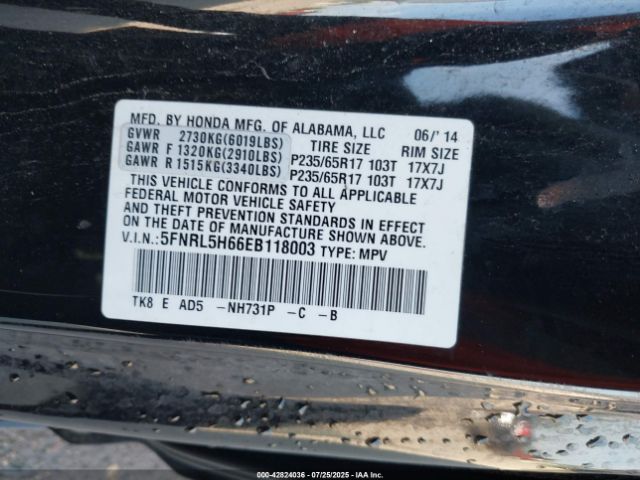 MFD. BY HONDA MFG. OF ALABAMA, LLC 06/'14
GVWR 2730KG(6019LBS) TIRE SIZE RIM SIZE
GAWR F 1320KG(2910LBS) P235/65R17 103T 17X7J
GAWR R 1515KG(3340LBS) P235/65R17 103T 17X7J
THIS VEHICLE CONFORMS TO ALL APPLICABLE
FEDERAL MOTOR VEHICLE SAFETY
AND THEFT PREVENTION STANDARDS IN EFFECT
ON THE DATE OF MANUFACTURE SHOWN ABOVE.
V.I.N.: 5FNRL5H66EB118003 TYPE: MPV
TK8 E AD5 -NH731P -C -B
000-42824036 - 07/25/2025 - Copyright © 2025 IAA, Inc.